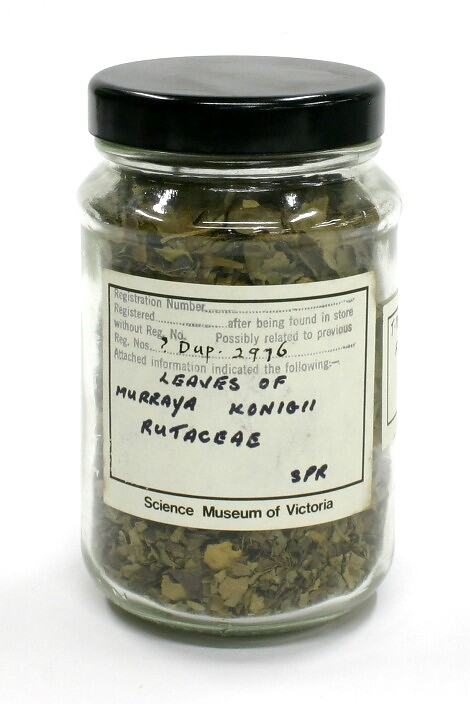 Registration Number
Registered after being found in store
without Reg. No. Possibly related to previous
Reg. Nos. ? Dup. 2976
Attached information indicated the following:—
LEAVES OF
MURRAYA KONIGII
RUTACEAE
SPR
Science Museum of Victoria